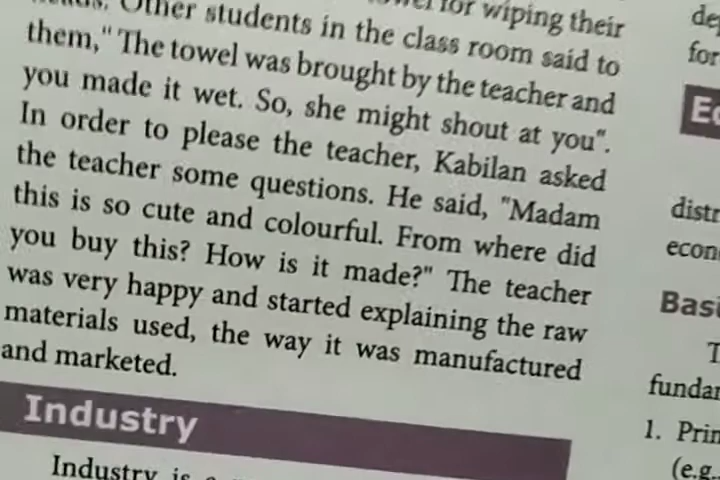 for wiping their
Other students in the class room said to
them," The towel was brought by the teacher and
you made it wet. So, she might shout at you".
In order to please the teacher, Kabilan asked
the teacher some questions. He said, "Madam
this is so cute and colourful. From where did
you buy this? How is it made?" The teacher
was very happy and started explaining the raw
materials used, the way it was manufactured
and marketed.
Industry
Industry is
for
distr
econ
Basi
fundar
1. Prin
(e.g.,